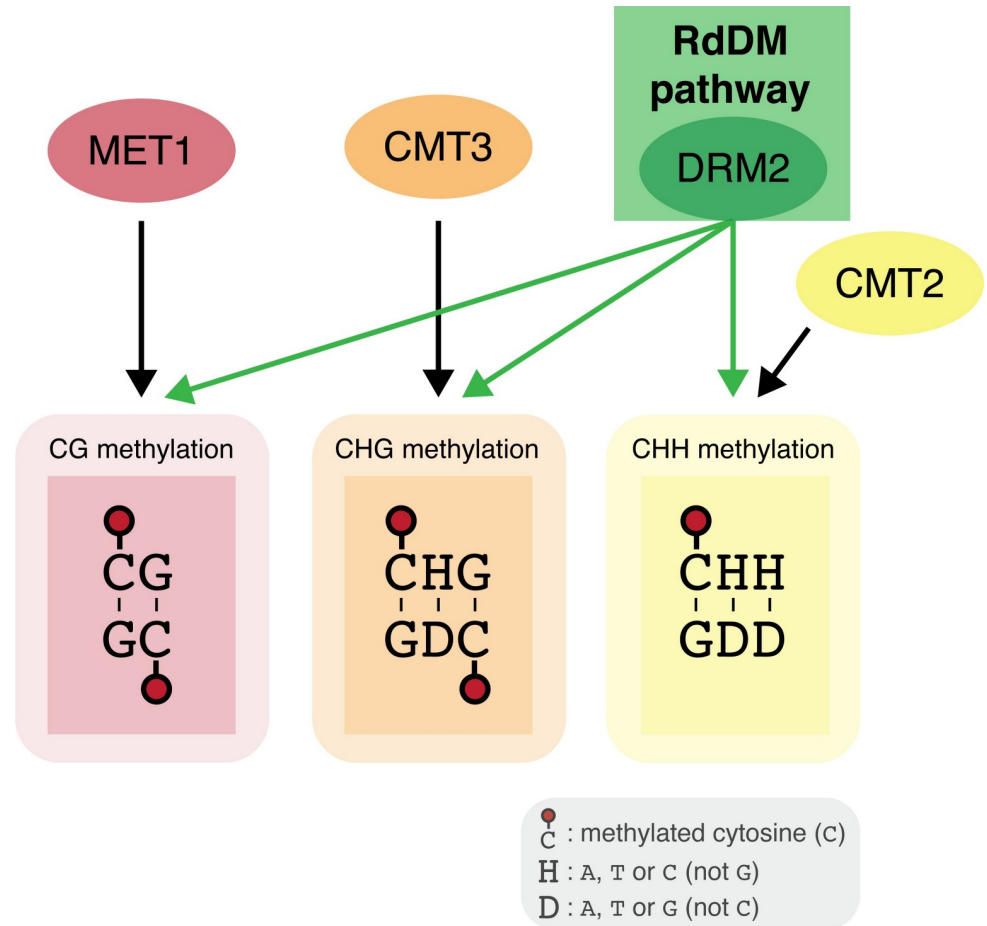 RdDM
pathway
MET1
CMT3
DRM2
CMT2
CG methylation
CHG methylation
CHH methylation
CG
GC
CHG
GDC
CHH
GDD
C : methylated cytosine (C)
H : A, T or C (not G)
D : A, T or G (not C)